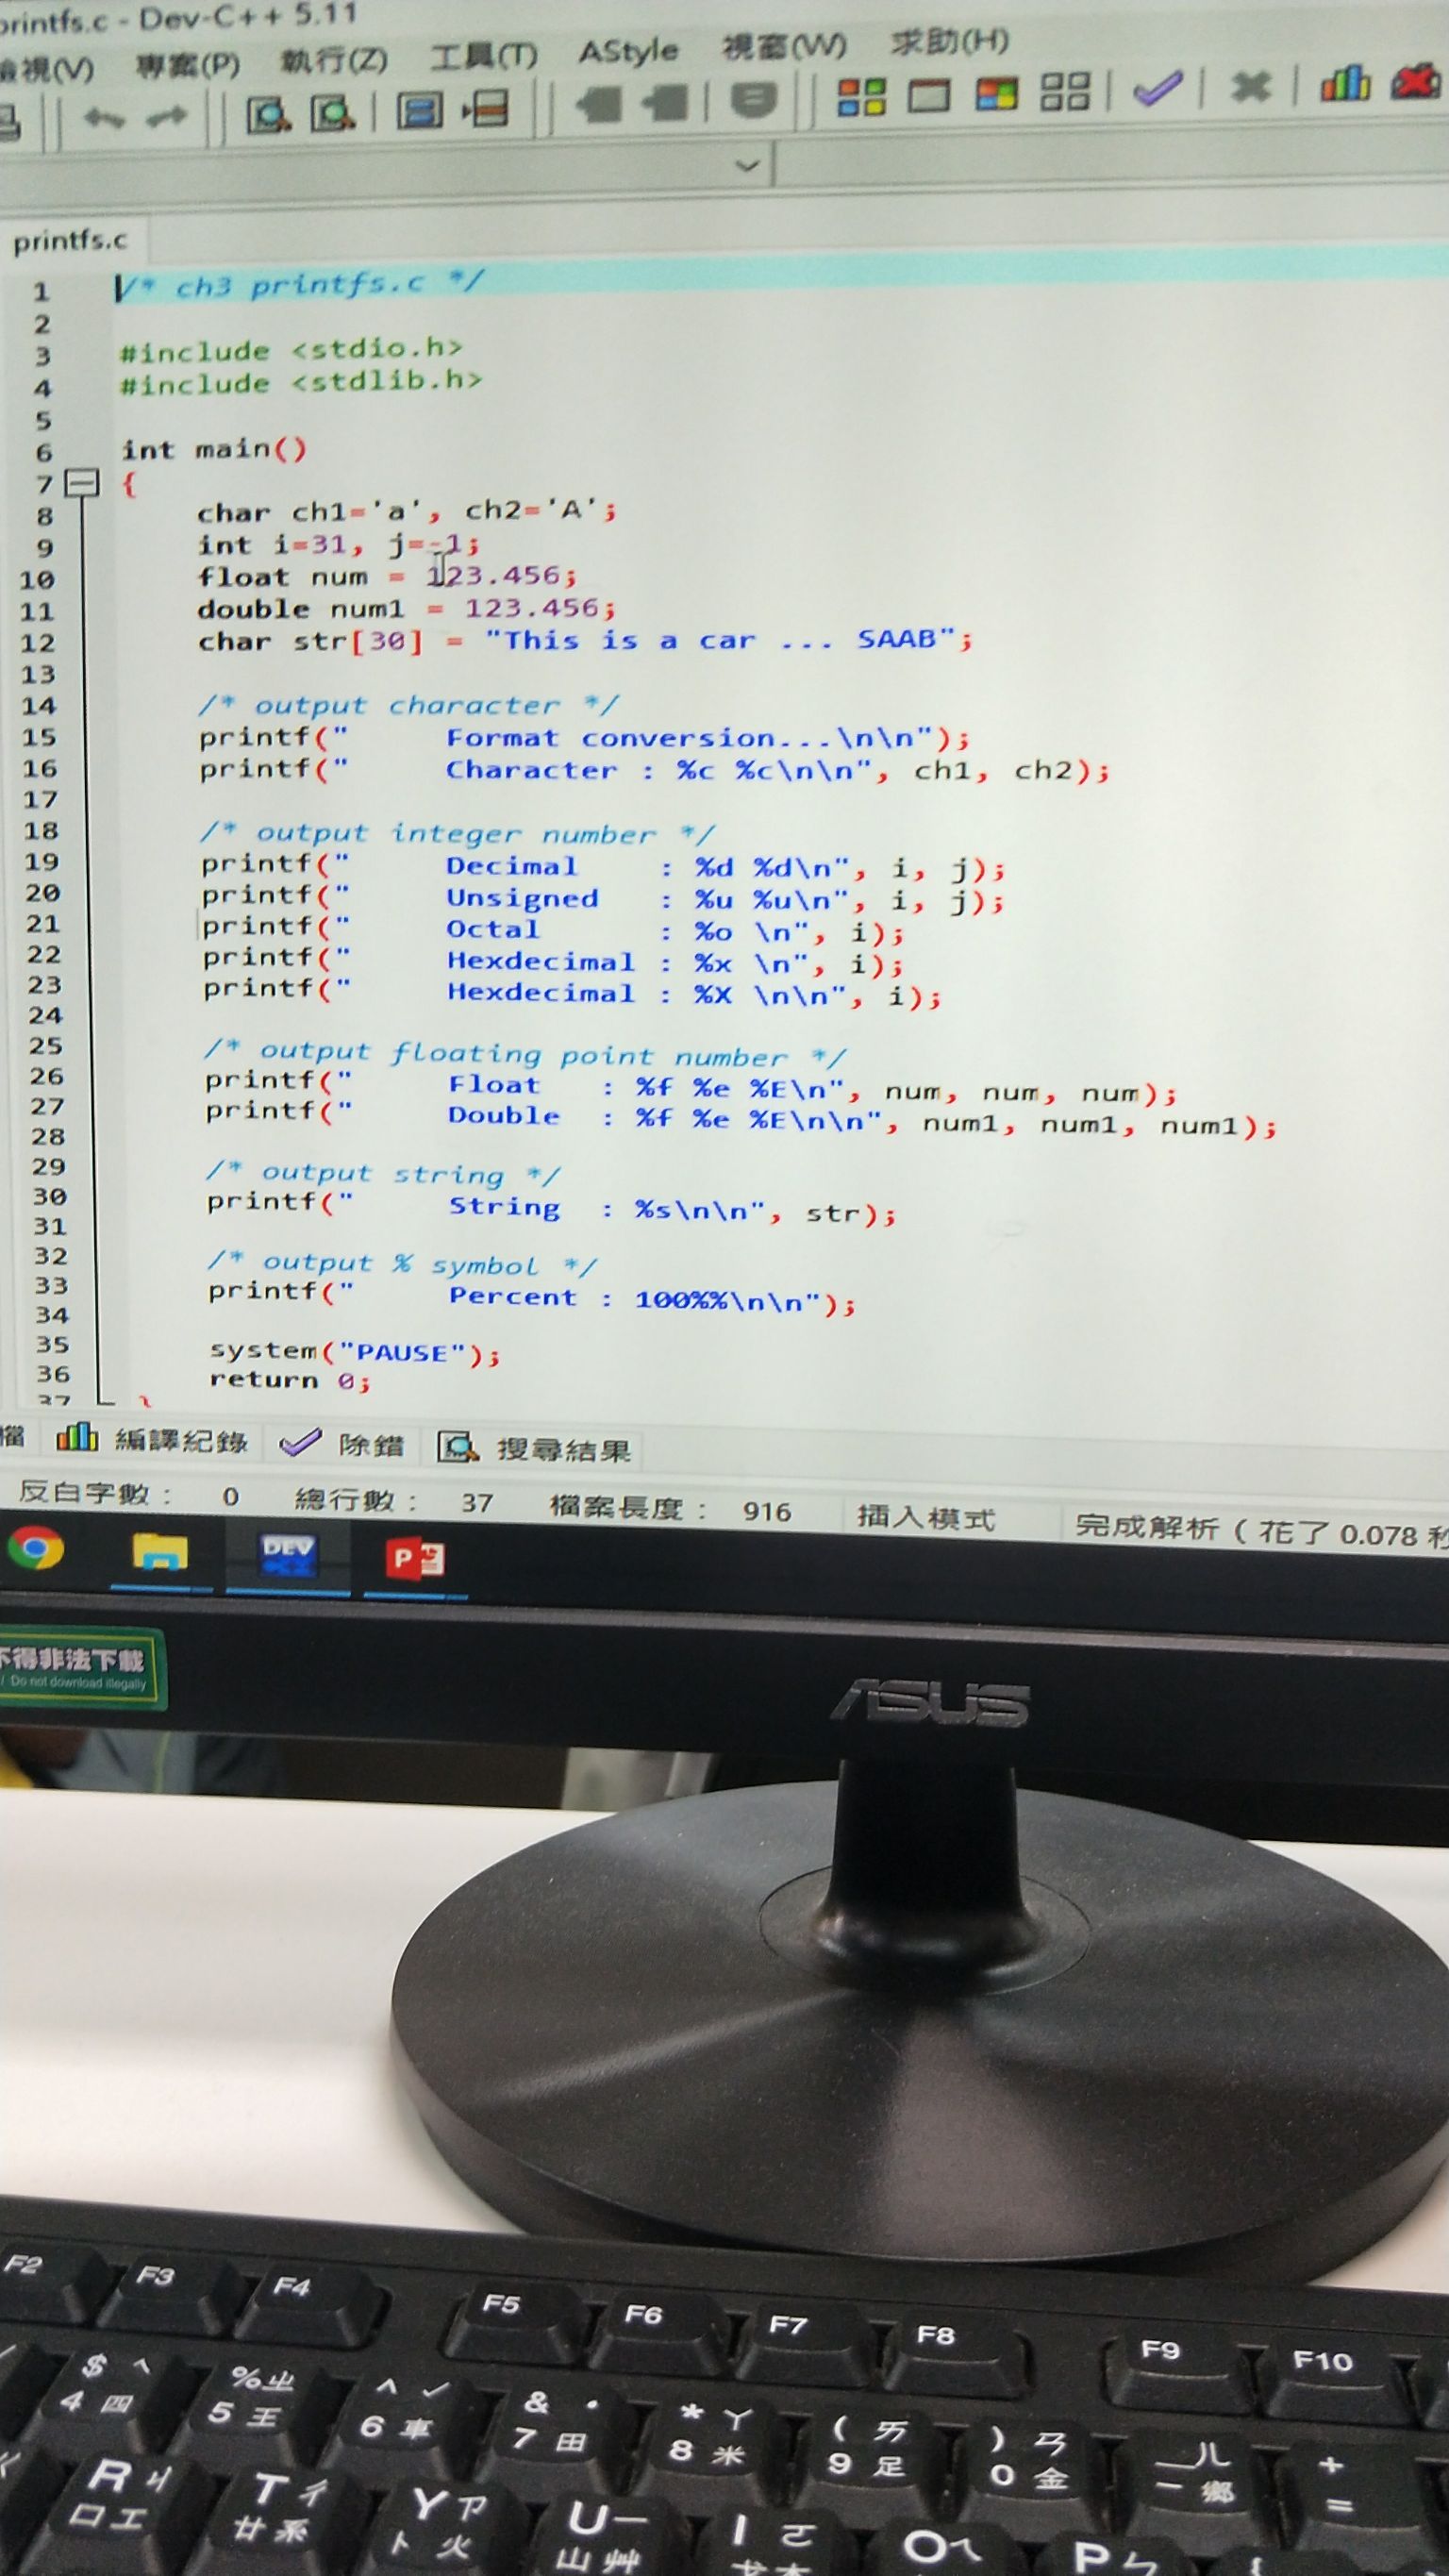 printfs.c - Dev-C++ 5.11
檢視(V) 專案(P) 執行(Z) 工具(T) AStyle 視窗(W) 求助(H)
printfs.c
1 /* ch3 printfs.c */
2
3 #include <stdio.h>
4 #include <stdlib.h>
5
6 int main()
7 {
8 char ch1='a', ch2='A';
9 int i=31, j=-1;
10 float num = 123.456;
11 double num1 = 123.456;
12 char str[30] = "This is a car ... SAAB";
13
14 /* output character */
15 printf("     Format conversion...\n\n");
16 printf("     Character : %c %c\n\n", ch1, ch2);
17
18 /* output integer number */
19 printf("     Decimal    : %d %d\n", i, j);
20 printf("     Unsigned   : %u %u\n", i, j);
21 printf("     Octal      : %o \n", i);
22 printf("     Hexdecimal : %x \n", i);
23 printf("     Hexdecimal : %X \n\n", i);
24
25 /* output floating point number */
26 printf("     Float   : %f %e %E\n", num, num, num);
27 printf("     Double  : %f %e %E\n\n", num1, num1, num1);
28
29 /* output string */
30 printf("     String  : %s\n\n", str);
31
32 /* output % symbol */
33 printf("     Percent : 100%%\n\n");
34
35 system("PAUSE");
36 return 0;
37 }
檔 編譯紀錄 除錯 搜尋結果
反白字數 : 0 總行數 : 37 檔案長度 : 916 插入模式 完成解析 ( 花了 0.078 秒
DEV C++ P
不得非法下載
/ Do not download illegally
ASUS
F2 F3 F4 F5 F6 F7 F8 F9 F10
$ ˋ % ㄓ ^ ˊ & ˙ * ㄚ ( ㄞ ) ㄢ _ ㄦ +
4 四 5 王 6 車 7 田 8 米 9 足 0 金 - 鄉 =
R ㄐ T ㄔ Y ㄗ U ㄧ I ㄛ O ㄟ P ㄣ {
口 工 廿 系 卜 火 山 艸